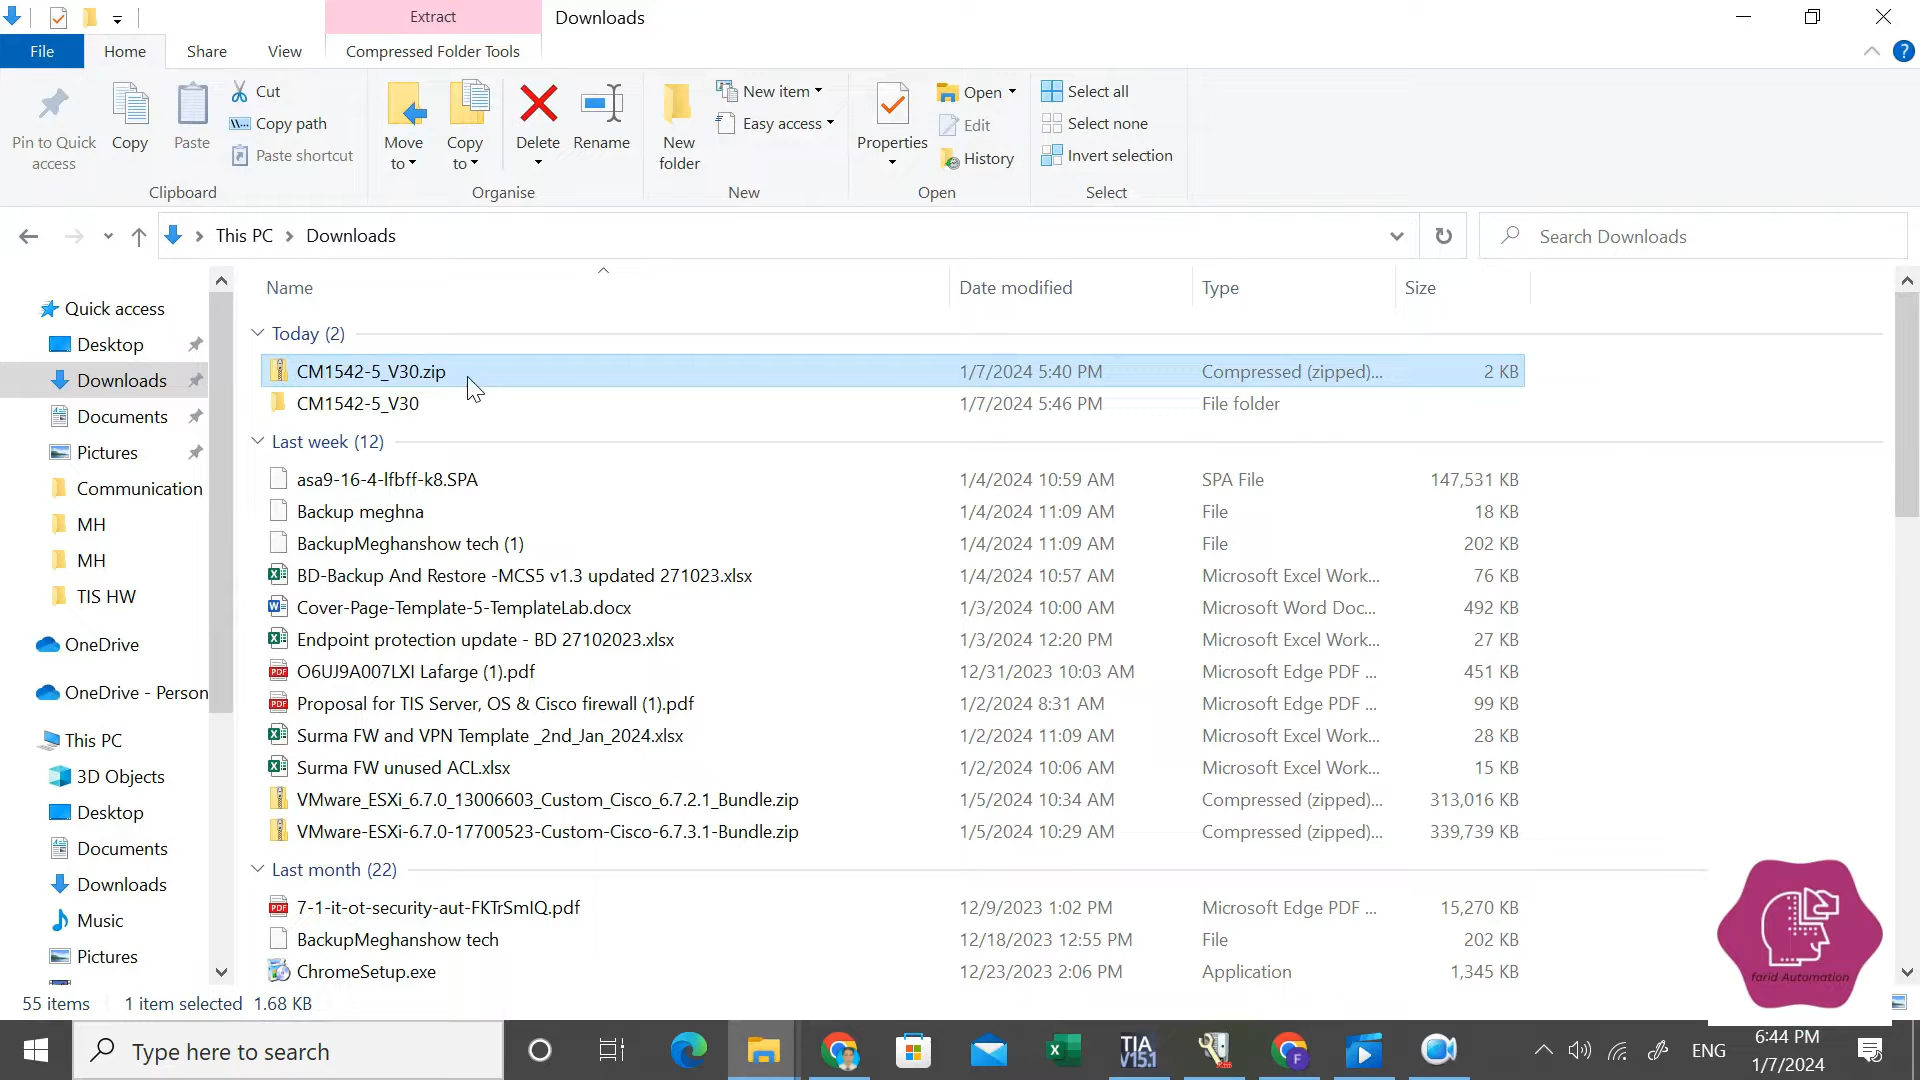 Extract
Downloads
File
Home
Share
View
Compressed Folder Tools
Pin to Quick access
Copy
Paste
Cut
Copy path
Paste shortcut
Clipboard
Move to
Copy to
Delete
Rename
Organise
New folder
New item
Easy access
New
Properties
Open
Edit
History
Open
Select all
Select none
Invert selection
Select
This PC
Downloads
Search Downloads
Name Date modified Type Size
Quick access
Desktop
Downloads
Documents
Pictures
Communication
MH
MH
TIS HW
OneDrive
OneDrive - Person
This PC
3D Objects
Desktop
Documents
Downloads
Music
Pictures
Today (2)
CM1542-5_V30.zip 1/7/2024 5:40 PM Compressed (zipped)... 2 KB
CM1542-5_V30 1/7/2024 5:46 PM File folder
Last week (12)
asa9-16-4-lfbff-k8.SPA 1/4/2024 10:59 AM SPA File 147,531 KB
Backup meghna 1/4/2024 11:09 AM File 18 KB
BackupMeghanshow tech (1) 1/4/2024 11:09 AM File 202 KB
BD-Backup And Restore -MCS5 v1.3 updated 271023.xlsx 1/4/2024 10:57 AM Microsoft Excel Work... 76 KB
Cover-Page-Template-5-TemplateLab.docx 1/3/2024 10:00 AM Microsoft Word Doc... 492 KB
Endpoint protection update - BD 27102023.xlsx 1/3/2024 12:20 PM Microsoft Excel Work... 27 KB
O6UJ9A007LXI Lafarge (1).pdf 12/31/2023 10:03 AM Microsoft Edge PDF ... 451 KB
Proposal for TIS Server, OS & Cisco firewall (1).pdf 1/2/2024 8:31 AM Microsoft Edge PDF ... 99 KB
Surma FW and VPN Template _2nd_Jan_2024.xlsx 1/2/2024 11:09 AM Microsoft Excel Work... 28 KB
Surma FW unused ACL.xlsx 1/2/2024 10:06 AM Microsoft Excel Work... 15 KB
VMware_ESXi_6.7.0_13006603_Custom_Cisco_6.7.2.1_Bundle.zip 1/5/2024 10:34 AM Compressed (zipped)... 313,016 KB
VMware-ESXi-6.7.0-17700523-Custom-Cisco-6.7.3.1-Bundle.zip 1/5/2024 10:29 AM Compressed (zipped)... 339,739 KB
Last month (22)
7-1-it-ot-security-aut-FKTrSmIQ.pdf 12/9/2023 1:02 PM Microsoft Edge PDF ... 15,270 KB
BackupMeghanshow tech 12/18/2023 12:55 PM File 202 KB
ChromeSetup.exe 12/23/2023 2:06 PM Application 1,345 KB
farid Automation
55 items 1 item selected 1.68 KB
Type here to search
TIA
V15.1
F
ENG
6:44 PM
1/7/2024